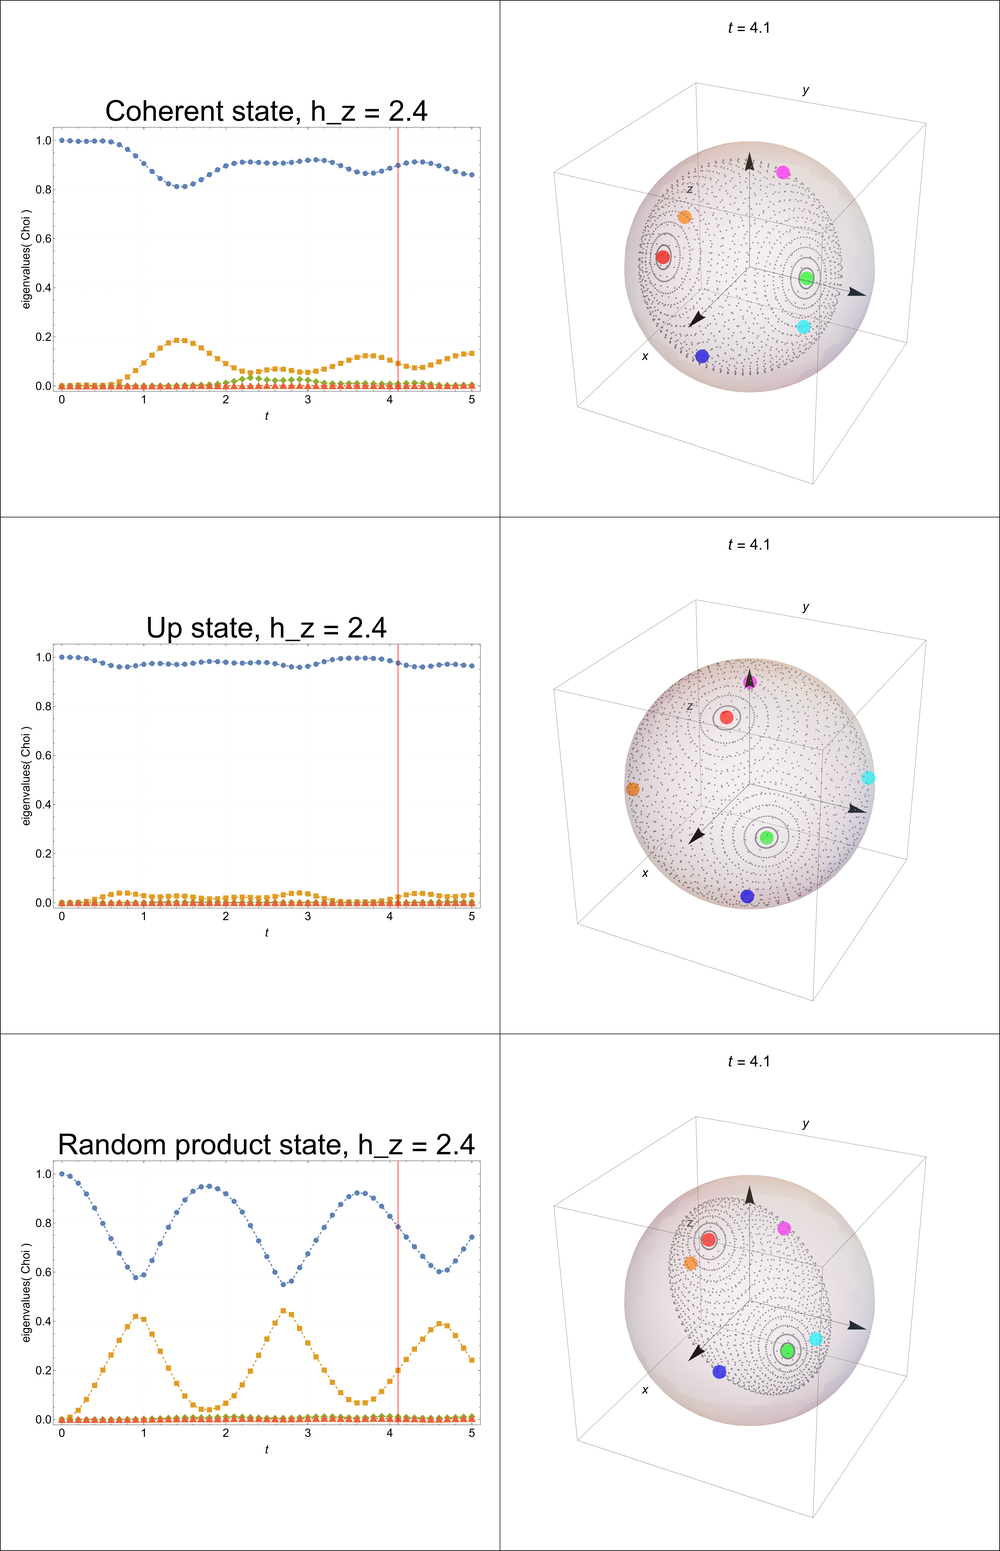 t = 4.1
Coherent state, h_z = 2.4
eigenvalues( Choi )
1.0
0.8
0.6
0.4
0.2
0.0
0 1 2 3 4 5
t
y
z
x
t = 4.1
Up state, h_z = 2.4
eigenvalues( Choi )
1.0
0.8
0.6
0.4
0.2
0.0
0 1 2 3 4 5
t
y
z
x
t = 4.1
Random product state, h_z = 2.4
eigenvalues( Choi )
1.0
0.8
0.6
0.4
0.2
0.0
0 1 2 3 4 5
t
y
z
x